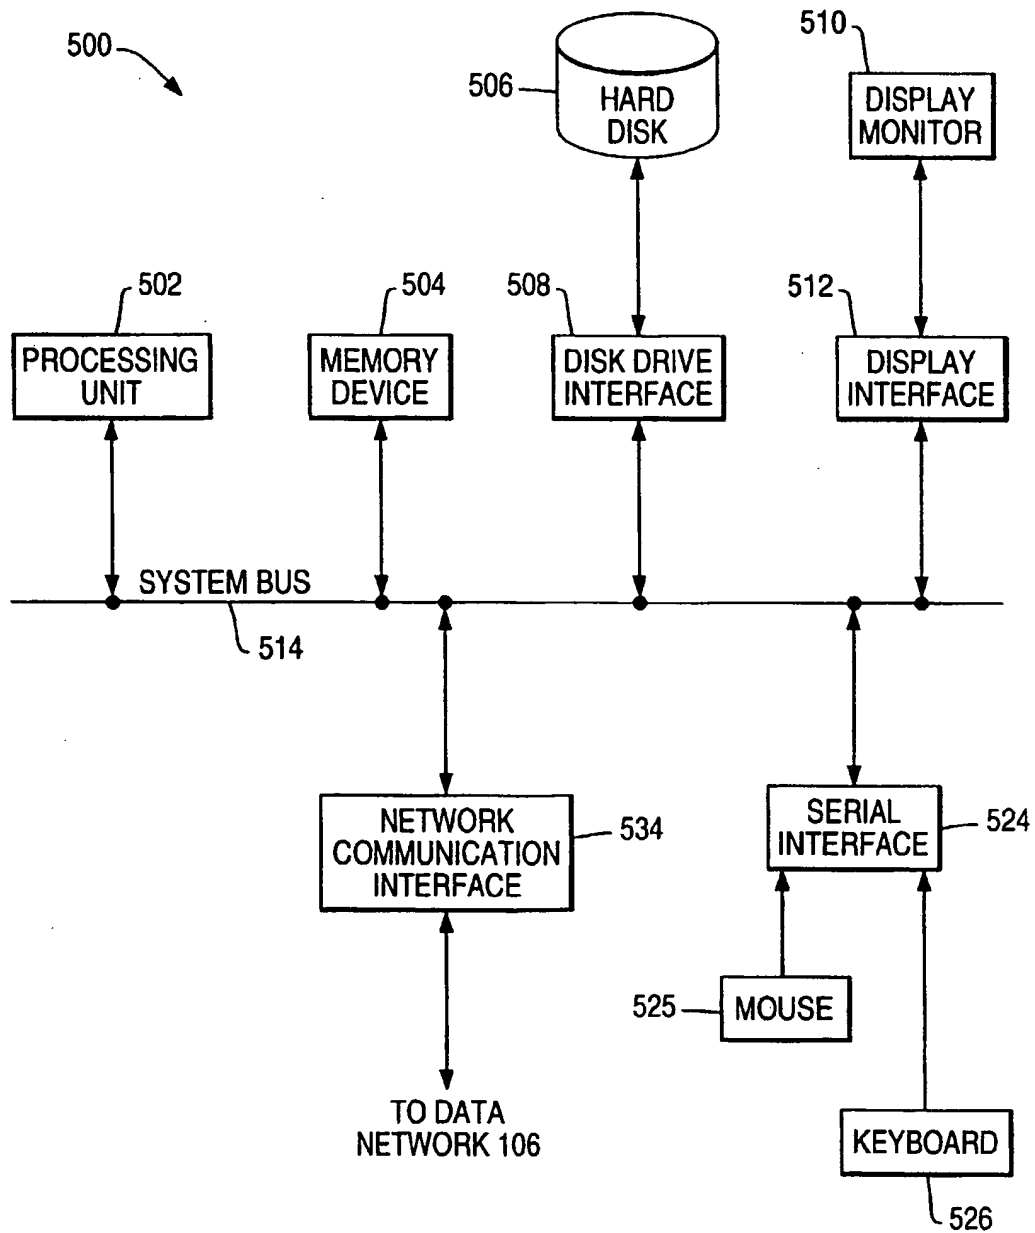 500
506
HARD
DISK
510
DISPLAY
MONITOR
502
PROCESSING
UNIT
504
MEMORY
DEVICE
508
DISK DRIVE
INTERFACE
512
DISPLAY
INTERFACE
SYSTEM BUS
514
NETWORK
COMMUNICATION
INTERFACE
534
SERIAL
INTERFACE
524
525
MOUSE
TO DATA
NETWORK 106
KEYBOARD
526